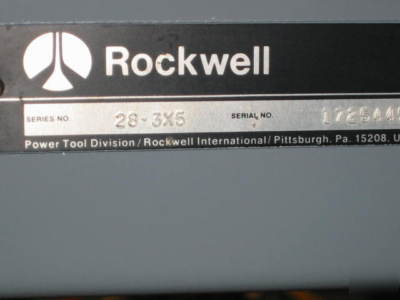 Rockwell
SERIES NO. 28-3X5 SERIAL NO.
Power Tool Division/Rockwell International/Pittsburgh, Pa. 15208, U